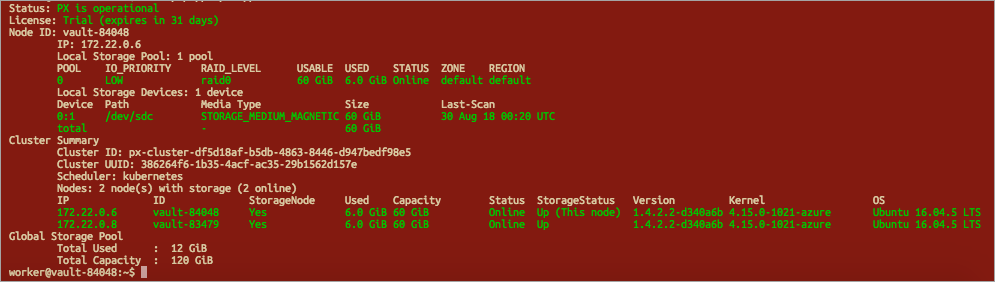 Status: PX is operational
License: Trial (expires in 31 days)
Node ID: vault-84048
IP: 172.22.0.6
Local Storage Pool: 1 pool
POOL IO_PRIORITY RAID_LEVEL USABLE USED STATUS ZONE REGION
0 LOW raid0 60 GiB 6.0 GiB Online default default
Local Storage Devices: 1 device
Device Path Media Type Size Last-Scan
0:1 /dev/sdc STORAGE_MEDIUM_MAGNETIC 60 GiB 30 Aug 18 00:20 UTC
total - 60 GiB
Cluster Summary
Cluster ID: px-cluster-df5d18af-b5db-4863-8446-d947bedf98e5
Cluster UUID: 386264f6-1b35-4acf-ac35-29b1562d157e
Scheduler: kubernetes
Nodes: 2 node(s) with storage (2 online)
IP ID StorageNode Used Capacity Status StorageStatus Version Kernel OS
172.22.0.6 vault-84048 Yes 6.0 GiB 60 GiB Online Up (This node) 1.4.2.2-d340a6b 4.15.0-1021-azure Ubuntu 16.04.5 LTS
172.22.0.8 vault-83479 Yes 6.0 GiB 60 GiB Online Up 1.4.2.2-d340a6b 4.15.0-1021-azure Ubuntu 16.04.5 LTS
Global Storage Pool
Total Used : 12 GiB
Total Capacity : 120 GiB
worker@vault-84048:~$